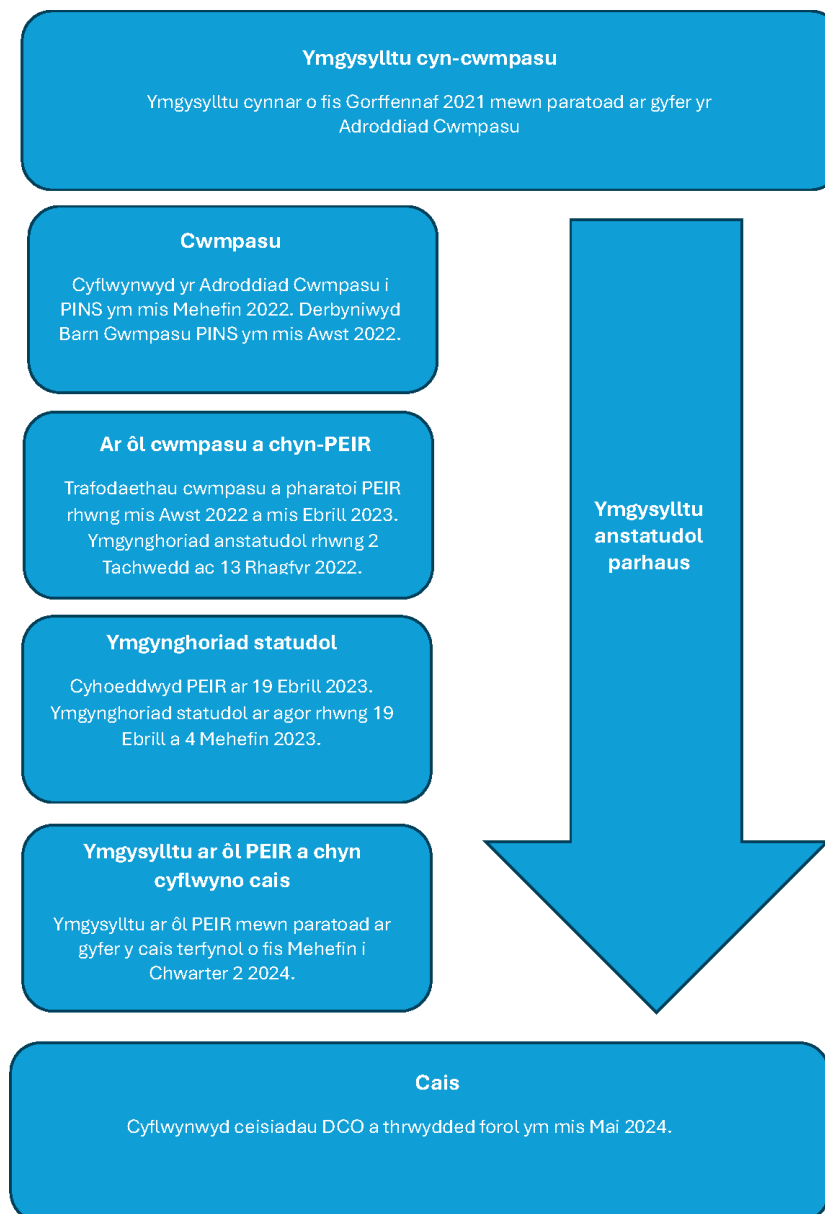 Ymgysylltu cyn-cwmpasu
Ymgysylltu cynnar o fis Gorffennaf 2021 mewn paratoad ar gyfer yr
Adroddiad Cwmpasu
Cwmpasu
Cyflwynwyd yr Adroddiad Cwmpasu i
PINS ym mis Mehefin 2022. Derbyniwyd
Barn Gwmpasu PINS ym mis Awst 2022.
Ar ôl cwmpasu a chyn-PEIR
Trafodaethau cwmpasu a pharatoi PEIR
rhwng mis Awst 2022 a mis Ebrill 2023.
Ymgynghoriad anstatudol rhwng 2
Tachwedd ac 13 Rhagfyr 2022.
Ymgynghoriad statudol
Cyhoeddwyd PEIR ar 19 Ebrill 2023.
Ymgynghoriad statudol ar agor rhwng 19
Ebrill a 4 Mehefin 2023.
Ymgysylltu ar ôl PEIR a chyn
cyflwyno cais
Ymgysylltu ar ôl PEIR mewn paratoad ar
gyfer y cais terfynol o fis Mehefin i
Chwarter 2 2024.
Ymgysylltu
anstatudol
parhaus
Cais
Cyflwynwyd ceisiadau DCO a thrwydded forol ym mis Mai 2024.